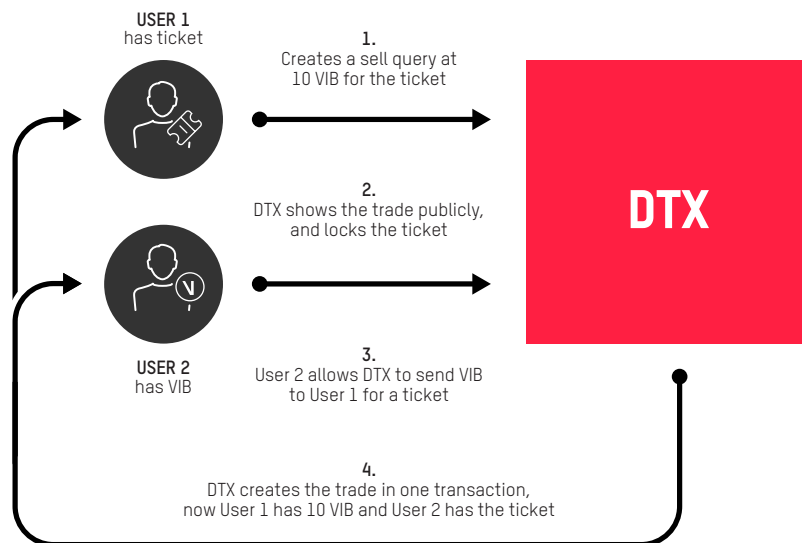 USER 1
has ticket
1.
Creates a sell query at
10 VIB for the ticket
2.
DTX shows the trade publicly,
and locks the ticket
DTX
V
USER 2
has VIB
3.
User 2 allows DTX to send VIB
to User 1 for a ticket
4.
DTX creates the trade in one transaction,
now User 1 has 10 VIB and User 2 has the ticket